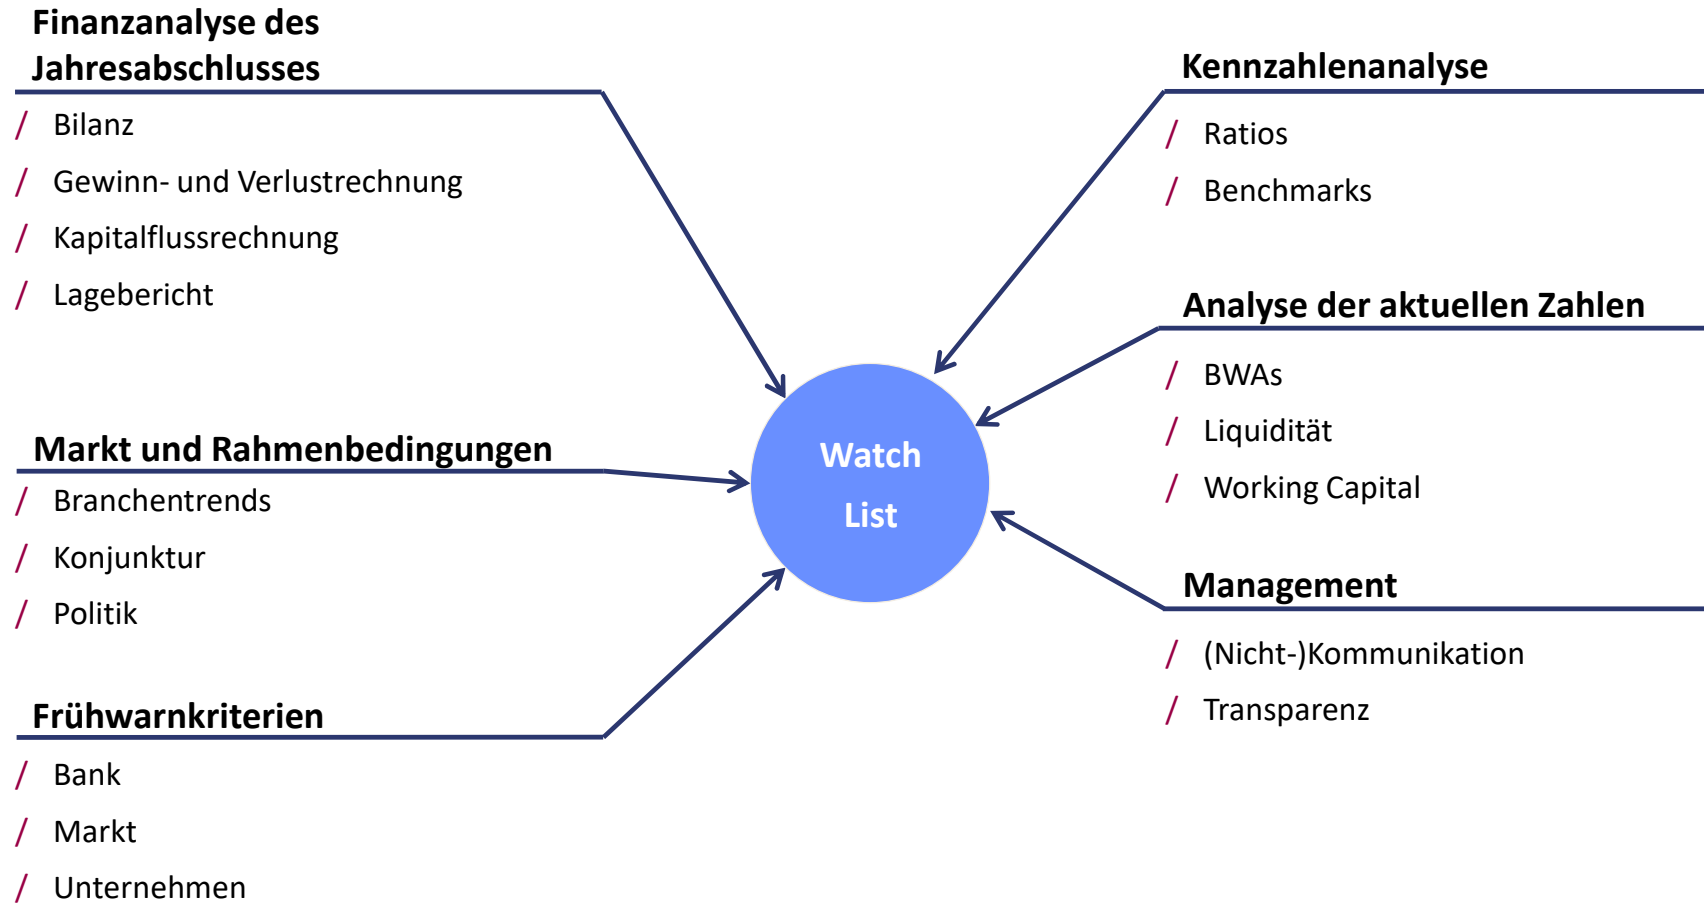 Finanzanalyse des
Jahresabschlusses
/ Bilanz
/ Gewinn- und Verlustrechnung
/ Kapitalflussrechnung
/ Lagebericht
Markt und Rahmenbedingungen
/ Branchentrends
/ Konjunktur
/ Politik
Frühwarnkriterien
/ Bank
/ Markt
/ Unternehmen
Watch
List
Kennzahlenanalyse
/ Ratios
/ Benchmarks
Analyse der aktuellen Zahlen
/ BWAs
/ Liquidität
/ Working Capital
Management
/ (Nicht-)Kommunikation
/ Transparenz